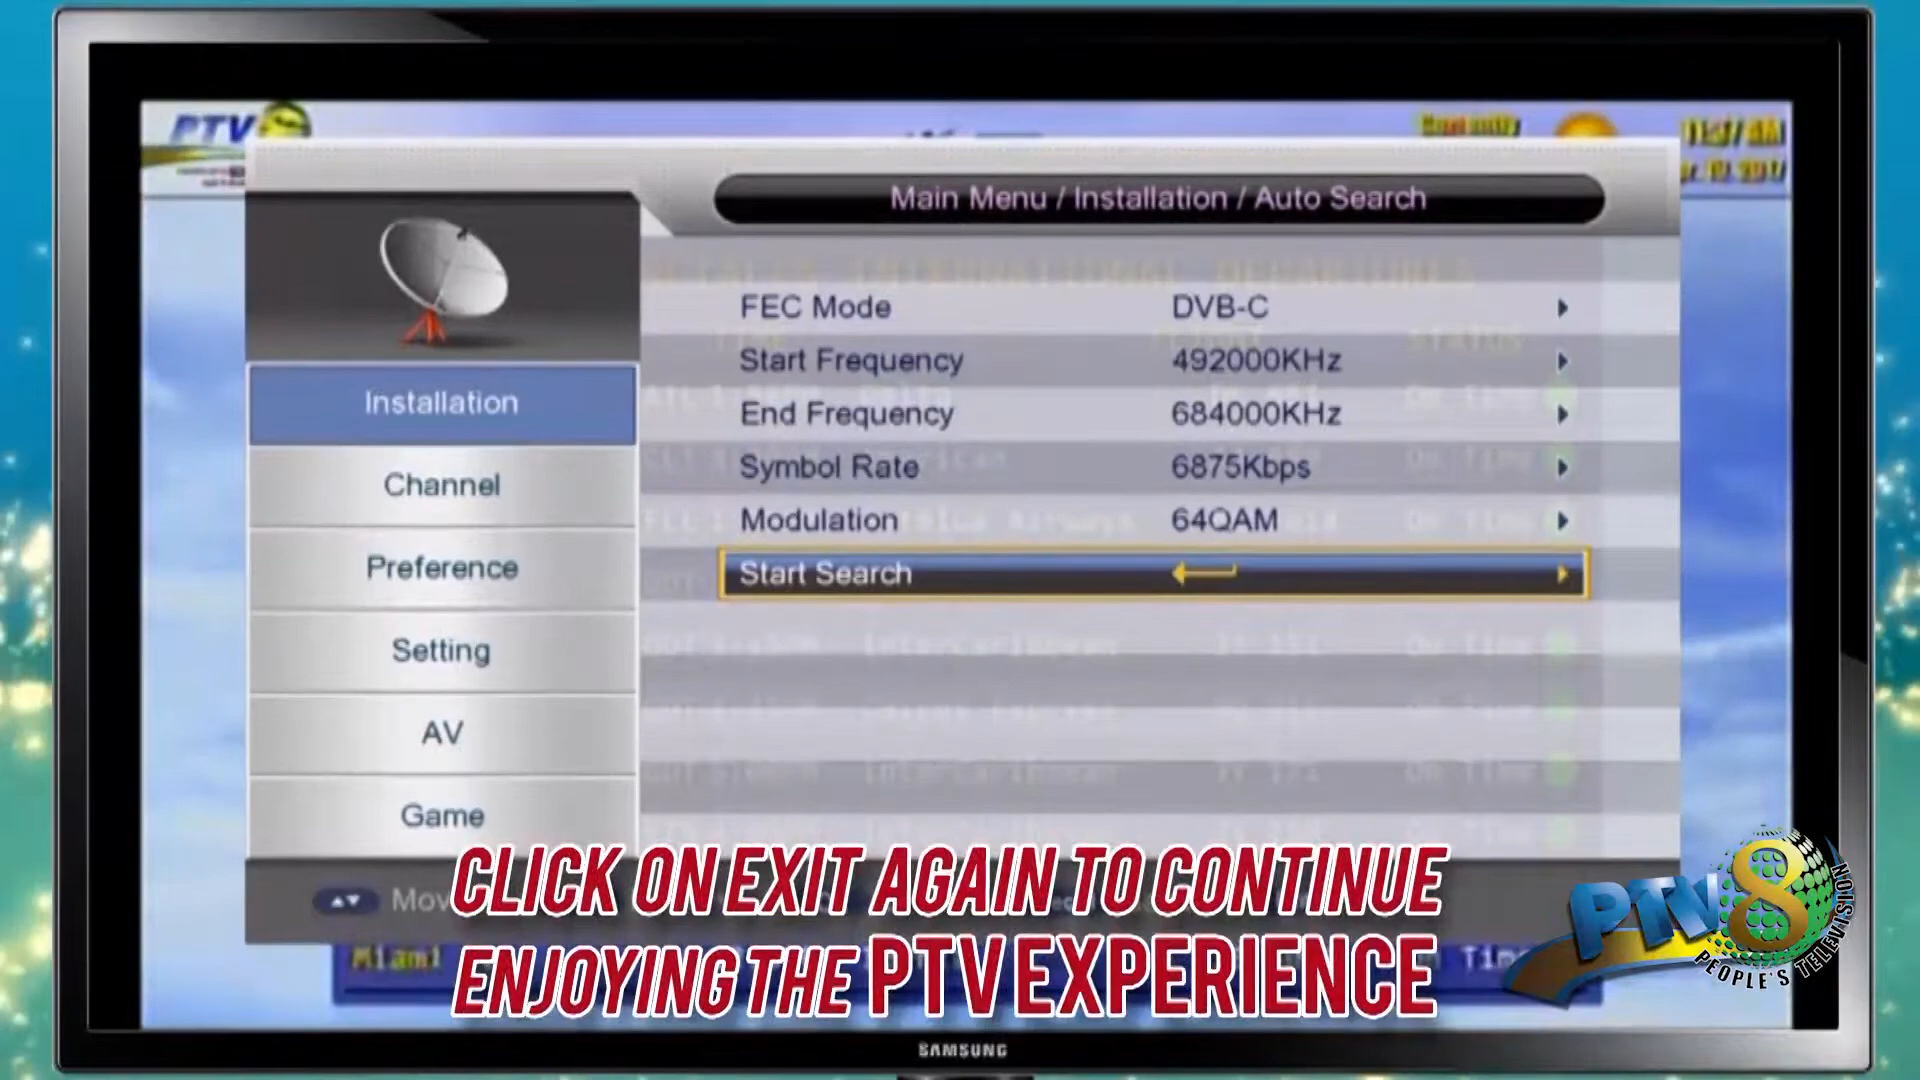 PTV
Main Menu / Installation / Auto Search
Installation
Channel
Preference
Setting
AV
Game
FEC Mode DVB-C
Start Frequency 492000KHz
End Frequency 684000KHz
Symbol Rate 6875Kbps
Modulation 64QAM
Start Search
CLICK ON EXIT AGAIN TO CONTINUE
ENJOYING THE PTV EXPERIENCE
Miami
PTV8
PEOPLE'S TELEVISION
SAMSUNG